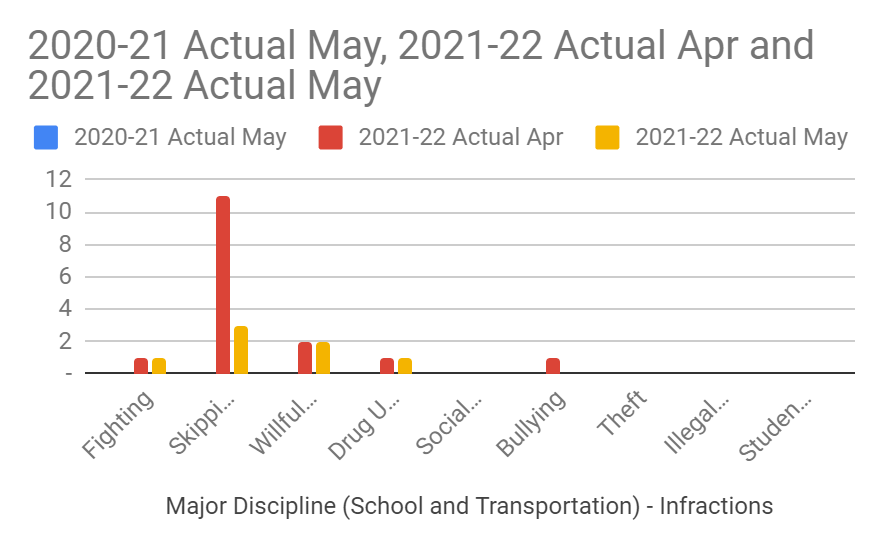 2020-21 Actual May, 2021-22 Actual Apr and
2021-22 Actual May
2020-21 Actual May
2021-22 Actual Apr
2021-22 Actual May
12
10
8
6
4
2
-
Fighting
Skippi...
Willful...
Drug U...
Social...
Bullying
Theft
Illegal...
Studen...
Major Discipline (School and Transportation) - Infractions